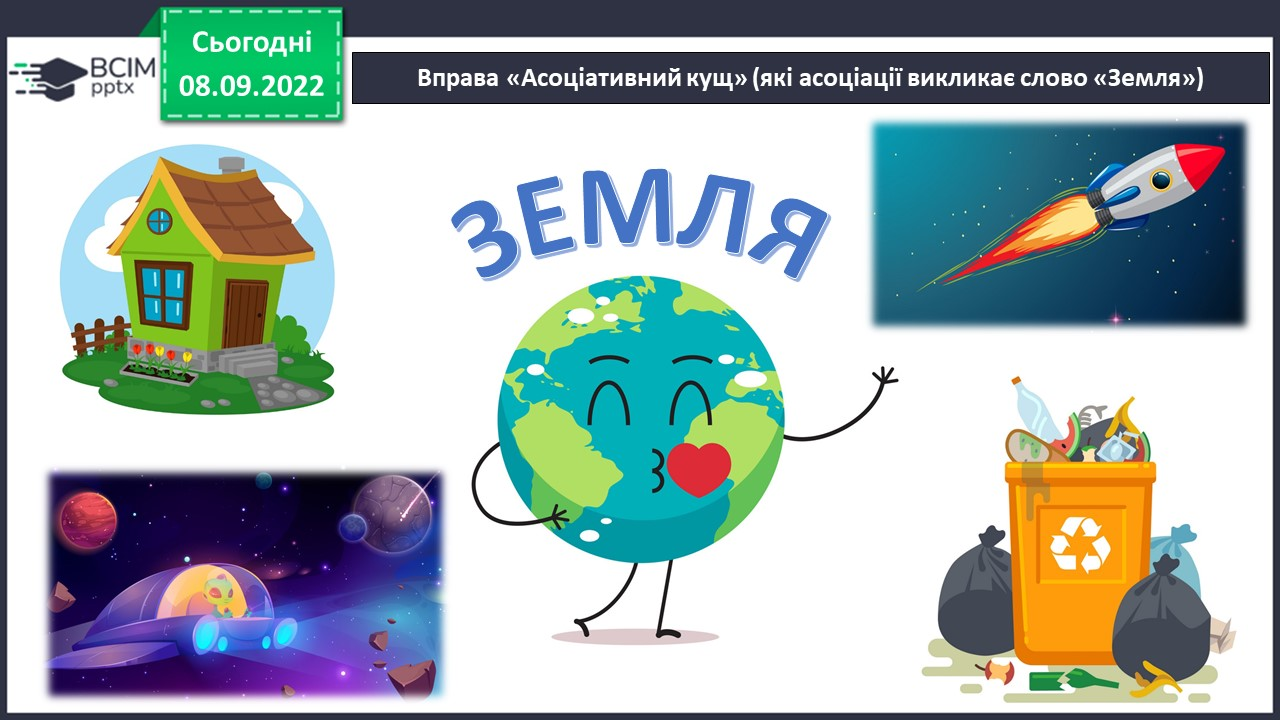 Сьогодні
08.09.2022
ВСІМ
pptx
Вправа «Асоціативний кущ» (які асоціації викликає слово «Земля»)
ЗЕМЛЯ